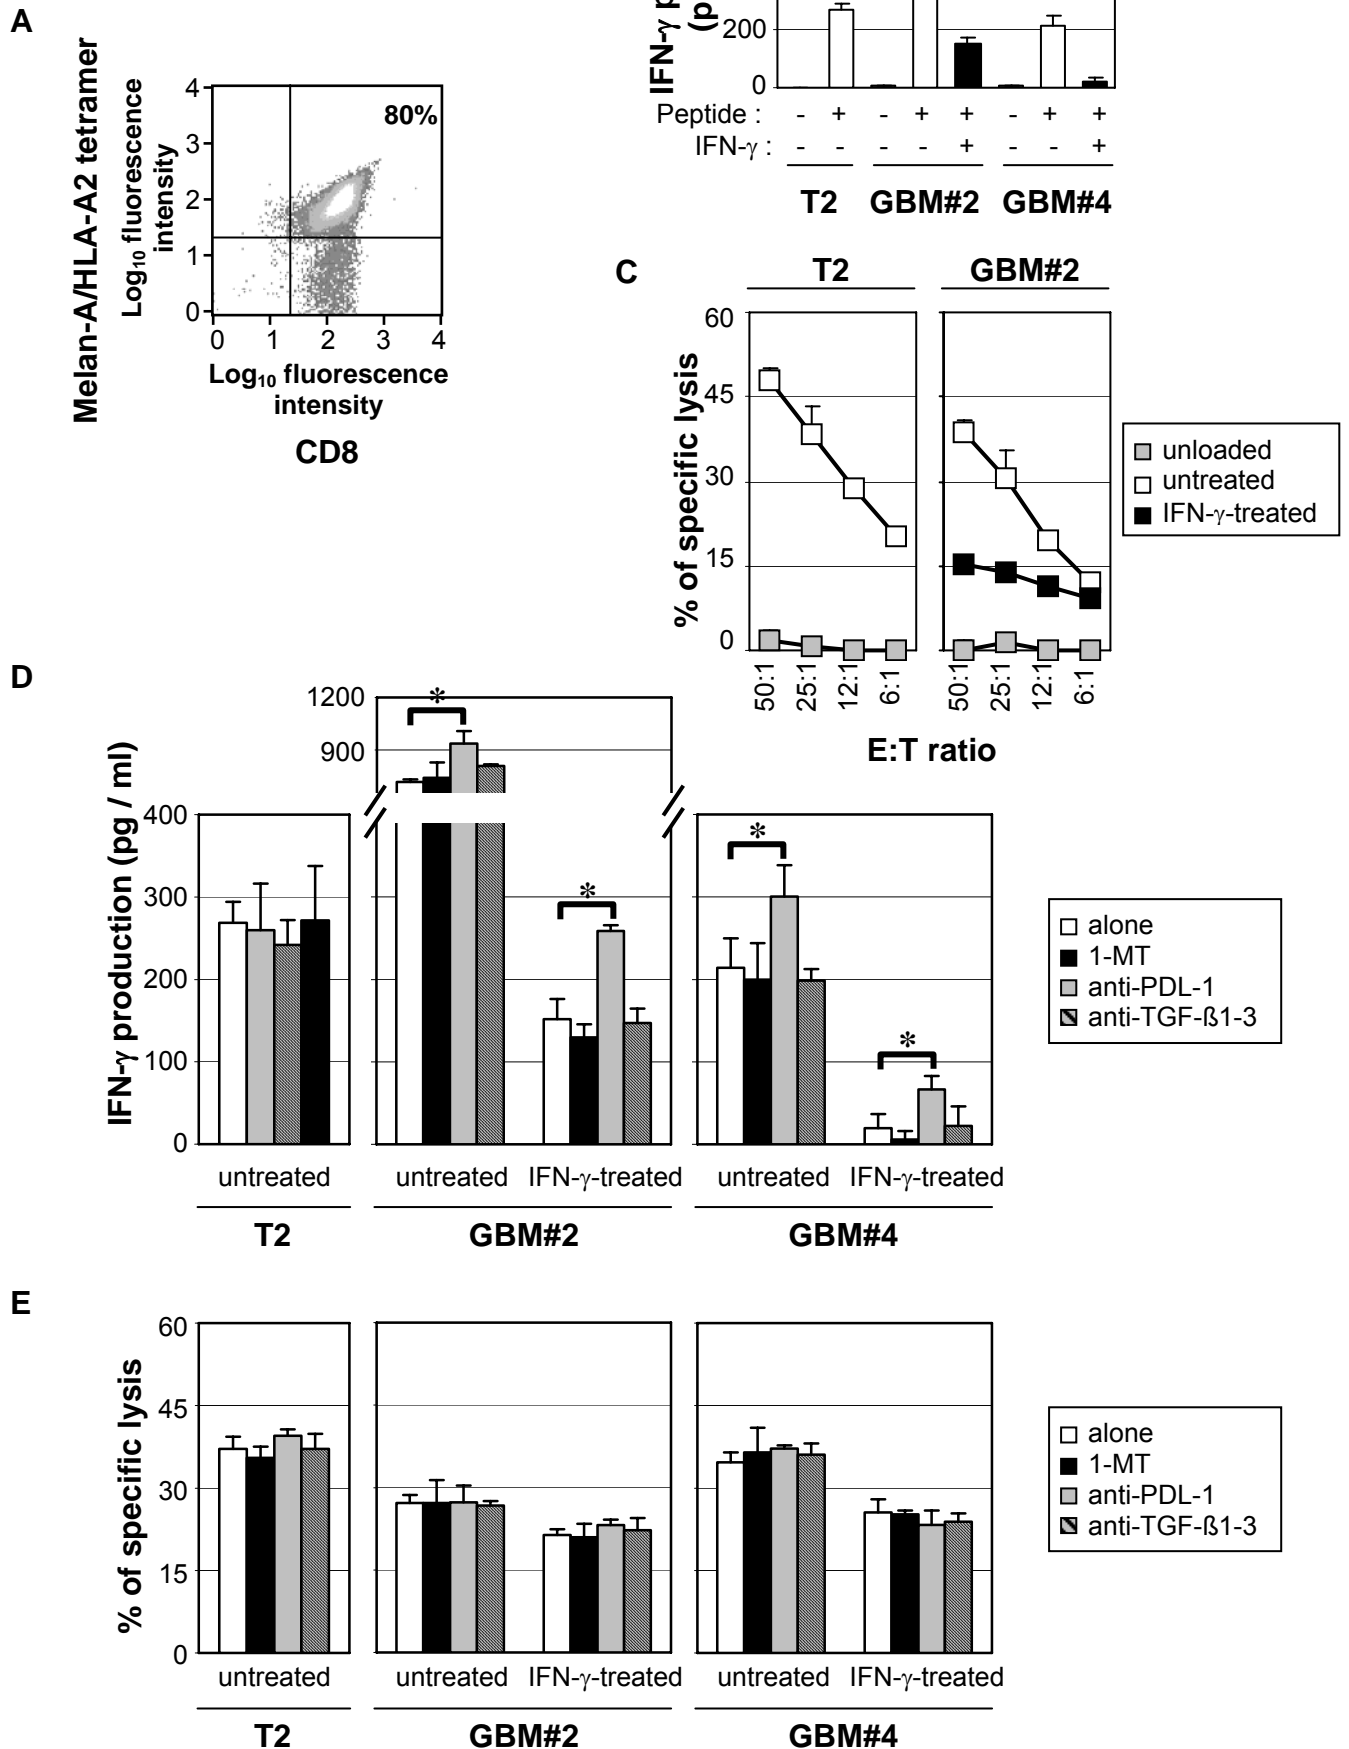 A
Melan-A/HLA-A2 tetramer
Log10 fluorescence
intensity
4
3
2
1
0
80%
0 1 2 3 4
Log10 fluorescence
intensity
CD8
IFN-γ p
(p
200
0
Peptide : - + - + + - + +
IFN-γ : - - - - + - - +
T2 GBM#2 GBM#4
C
T2 GBM#2
% of specific lysis
60
45
30
15
0
50:1 25:1 12:1 6:1 50:1 25:1 12:1 6:1
E:T ratio
unloaded
untreated
IFN-γ-treated
D
IFN-γ production (pg / ml)
1200
900
400
300
200
100
0
* * * *
untreated untreated IFN-γ-treated untreated IFN-γ-treated
T2 GBM#2 GBM#4
alone
1-MT
anti-PDL-1
anti-TGF-ß1-3
E
% of specific lysis
60
45
30
15
0
untreated untreated IFN-γ-treated untreated IFN-γ-treated
T2 GBM#2 GBM#4
alone
1-MT
anti-PDL-1
anti-TGF-ß1-3